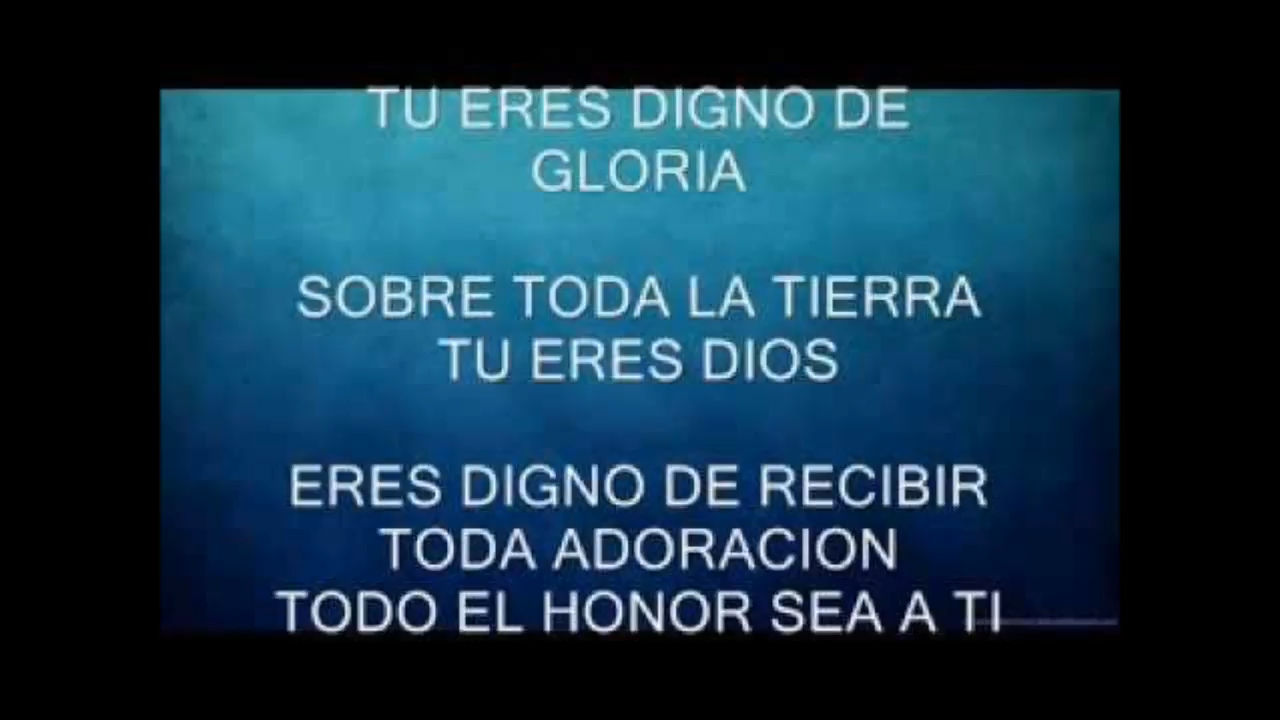 TU ERES DIGNO DE
GLORIA
SOBRE TODA LA TIERRA
TU ERES DIOS
ERES DIGNO DE RECIBIR
TODA ADORACION
TODO EL HONOR SEA A TI